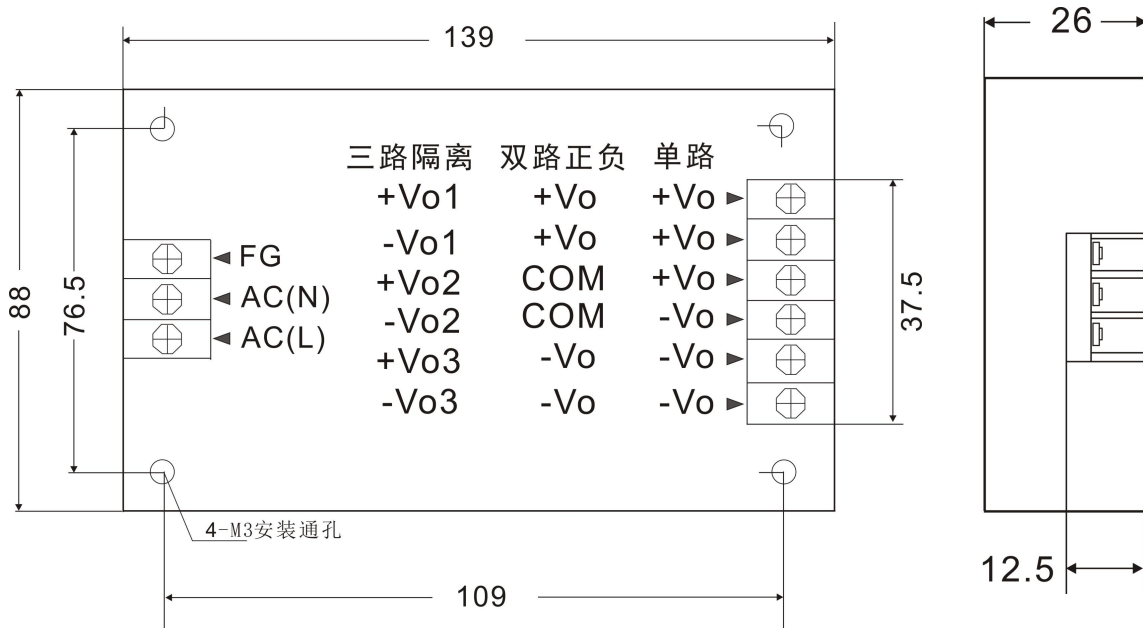 139
26
三路隔离 双路正负 单路
+Vo1 +Vo +Vo
-Vo1 +Vo +Vo
+Vo2 COM +Vo
-Vo2 COM -Vo
+Vo3 -Vo -Vo
-Vo3 -Vo -Vo
FG
AC(N)
AC(L)
88
76.5
37.5
4-M3安装通孔
109
12.5